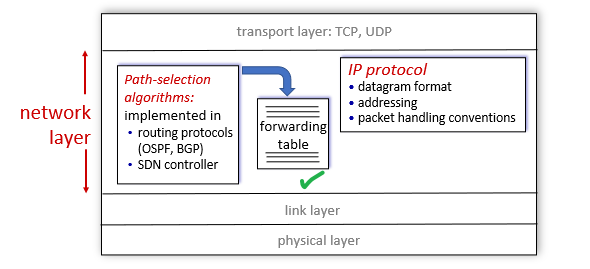 transport layer: TCP, UDP
network
layer
Path-selection
algorithms:
implemented in
• routing protocols
(OSPF, BGP)
• SDN controller
forwarding
table
IP protocol
• datagram format
• addressing
• packet handling conventions
link layer
physical layer